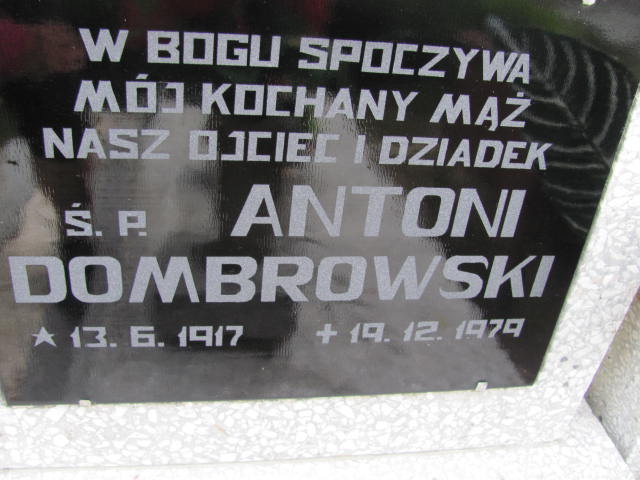 W BOGU SPOCZYWA
MÓJ KOCHANY MĄŻ
NASZ OJCIEC I DZIADEK
Ś. P. ANTONI
DOMBROWSKI
★ 13. 6. 1917 + 19. 12. 1979